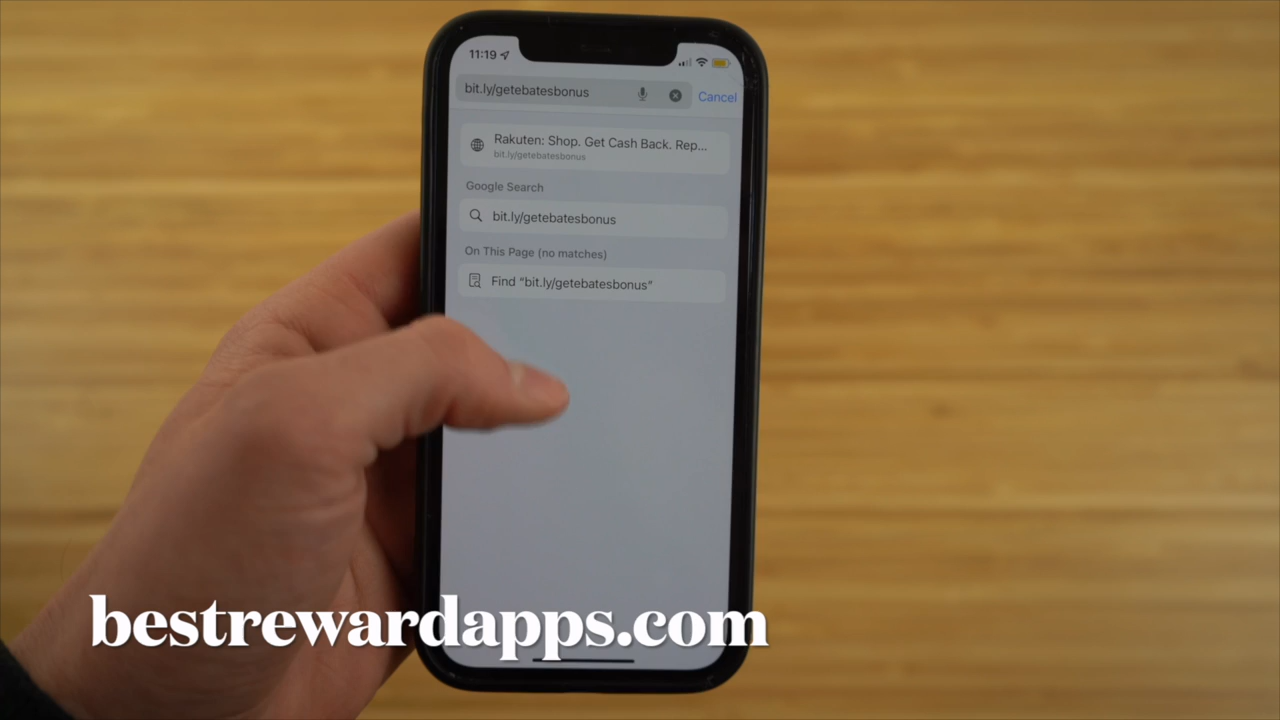 11:19
bit.ly/getebatesbonus
Cancel
Rakuten: Shop. Get Cash Back. Rep...
bit.ly/getebatesbonus
Google Search
bit.ly/getebatesbonus
On This Page (no matches)
Find “bit.ly/getebatesbonus”
bestrewardapps.com